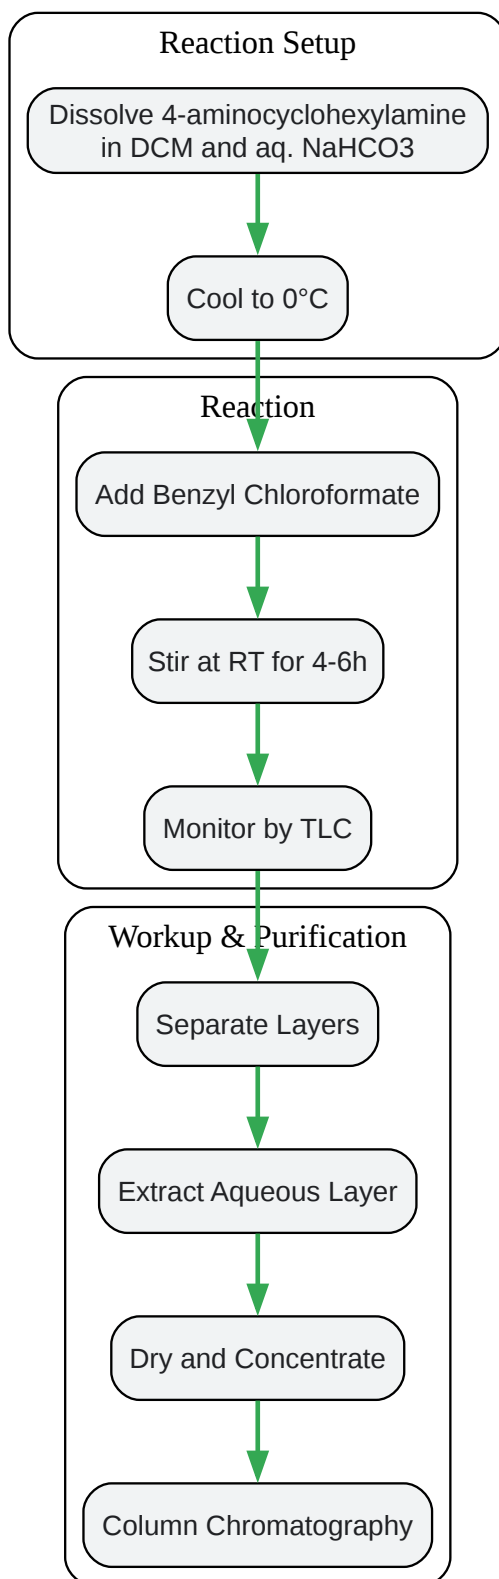 Reaction Setup
Dissolve 4-aminocyclohexylamine
in DCM and aq. NaHCO3
Cool to 0°C
Reaction
Add Benzyl Chloroformate
Stir at RT for 4-6h
Monitor by TLC
Workup & Purification
Separate Layers
Extract Aqueous Layer
Dry and Concentrate
Column Chromatography